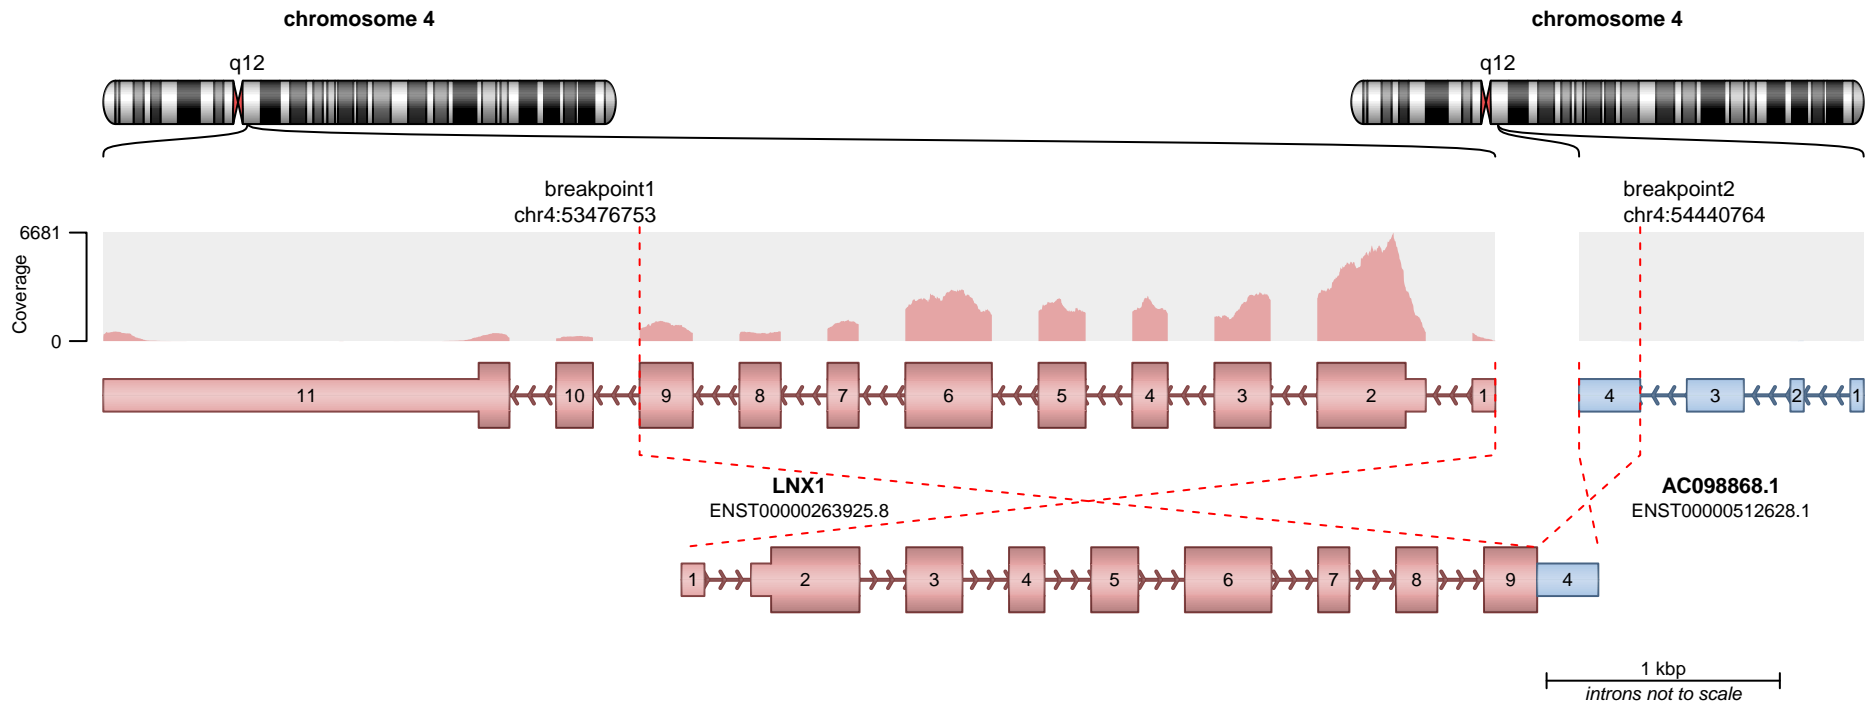 chromosome 4
chromosome 4
q12
q12
breakpoint1
chr4:53476753
breakpoint2
chr4:54440764
6681
Coverage
0
11
10
9
8
7
6
5
4
3
2
1
4
3
2
1
LNX1
ENST00000263925.8
AC098868.1
ENST00000512628.1
1
2
3
4
5
6
7
8
9
4
1 kbp
introns not to scale